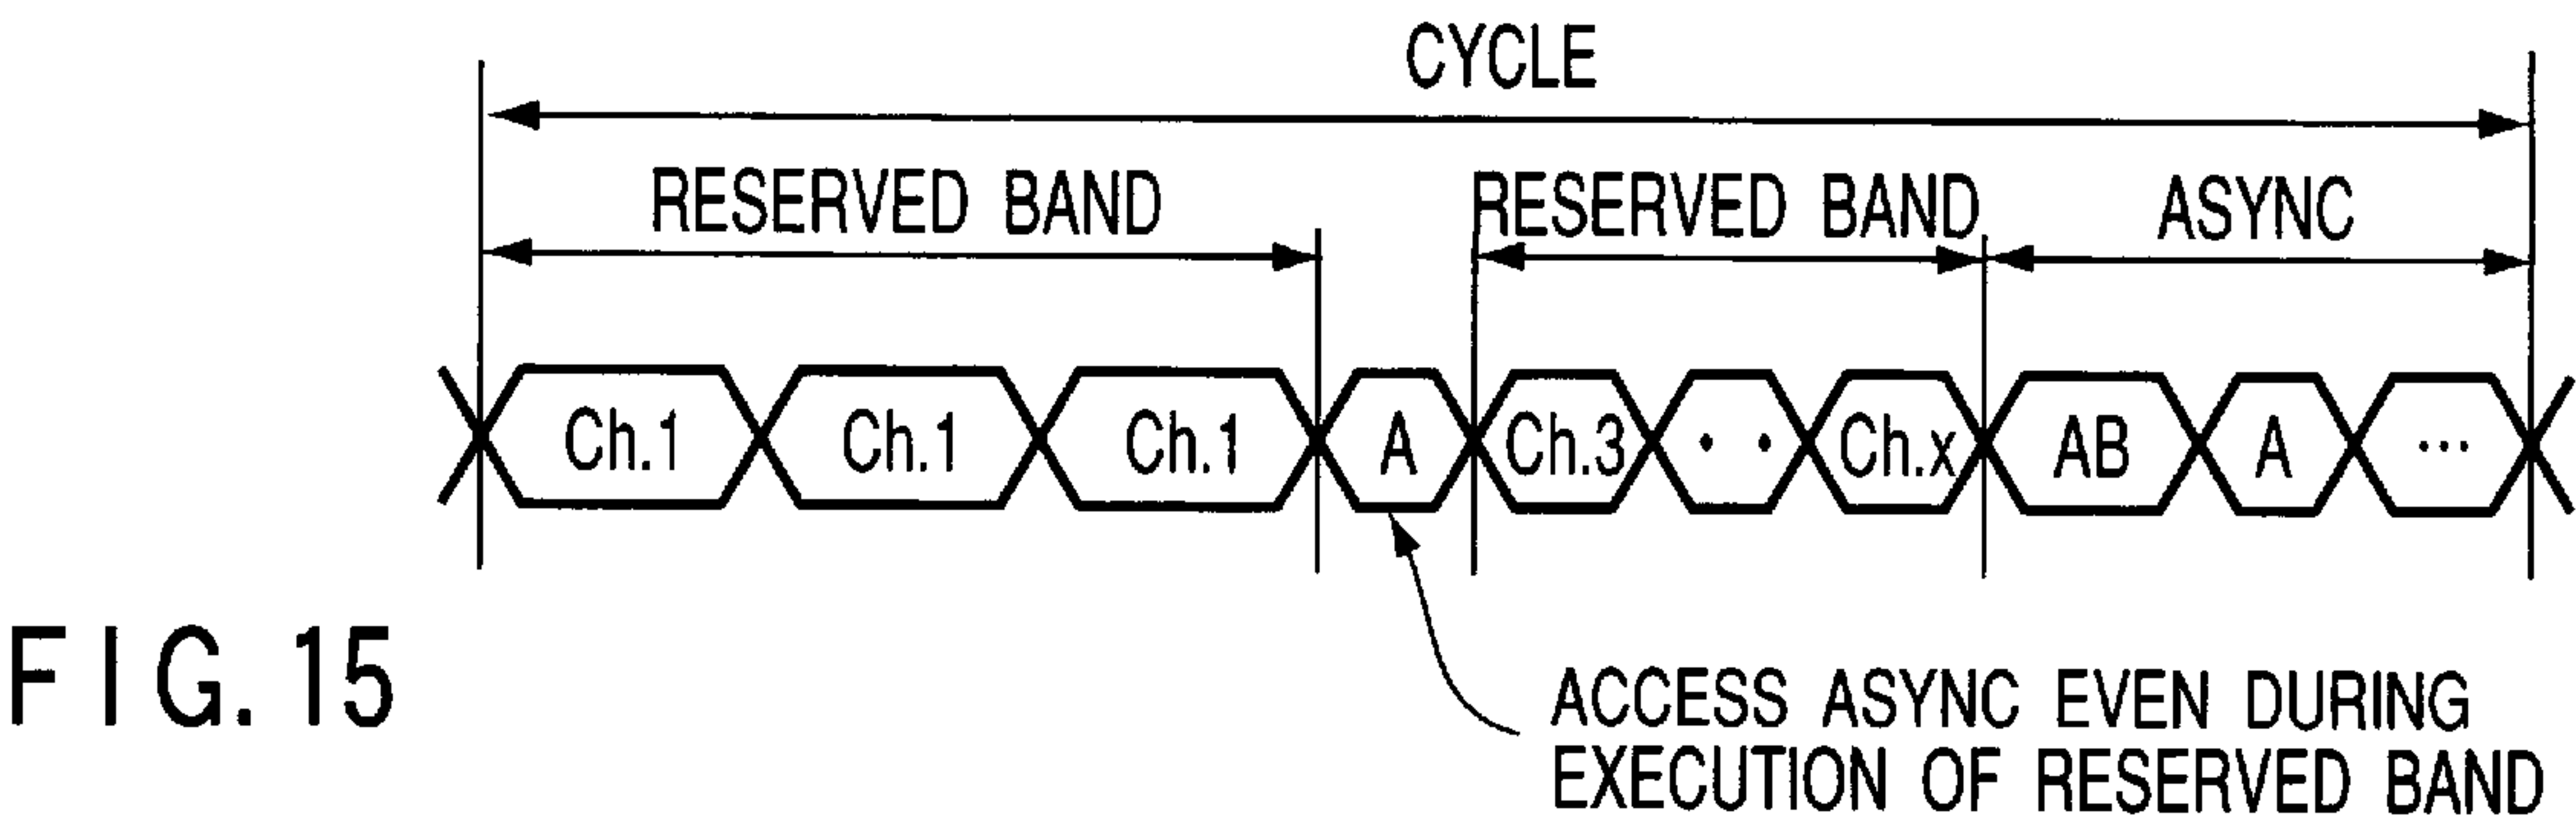 CYCLE
RESERVED BAND RESERVED BAND ASYNC
Ch.1 Ch.1 Ch.1 A Ch.3 • • Ch.x AB A ...
ACCESS ASYNC EVEN DURING
EXECUTION OF RESERVED BAND
FIG. 15